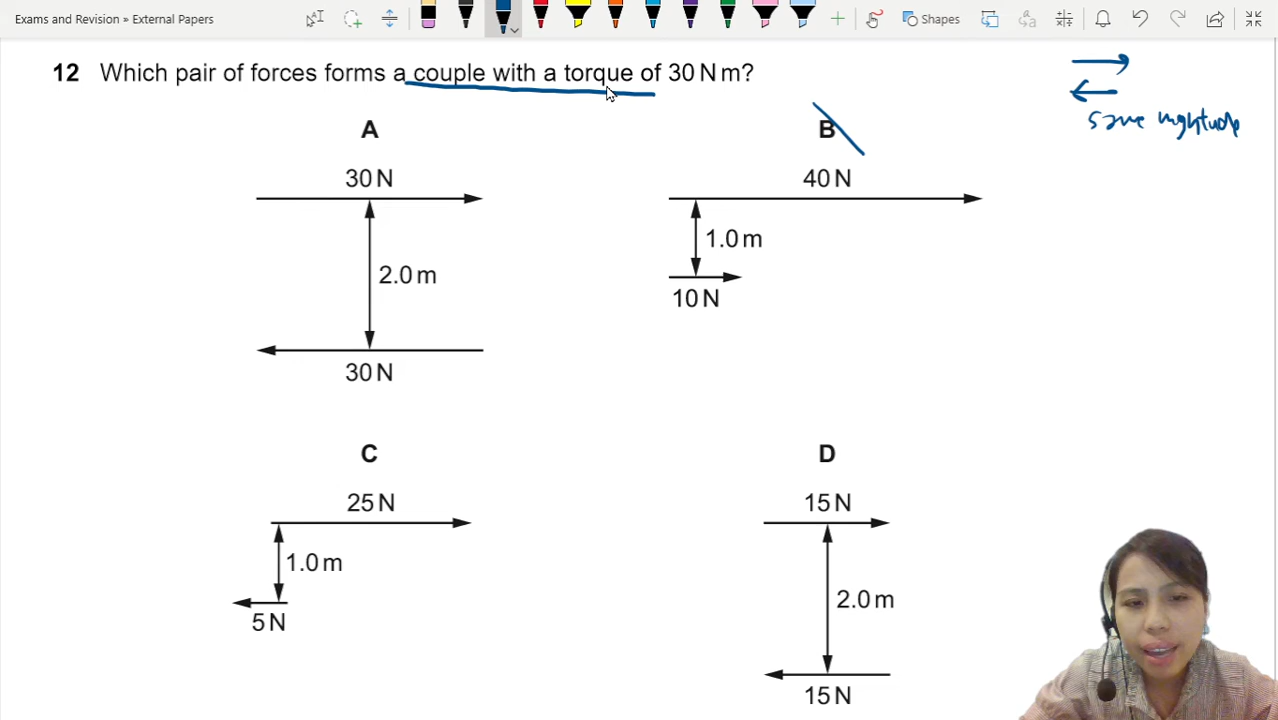 Exams and Revision » External Papers
Shapes
12 Which pair of forces forms a couple with a torque of 30 N m?
same
A
B
30 N
40 N
1.0 m
2.0 m
10 N
30 N
C
D
25 N
15 N
1.0 m
2.0 m
5 N
15 N